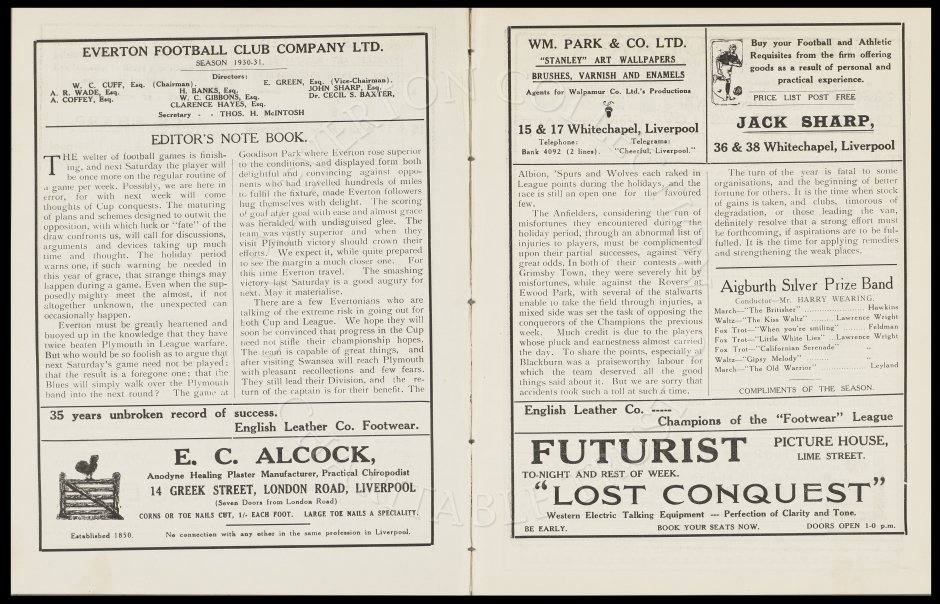 EVERTON FOOTBALL CLUB COMPANY LTD.
SEASON 1930-31.
Directors:
W. C. CUFF, Esq. (Chairman), E. GREEN, Esq. (Vice-Chairman).
A. R. WADE, Esq. H. BANKS, Esq. JOHN SHARP, Esq.
A. COFFEY, Esq. W. C. GIBBONS, Esq. Dr. CECIL S. BAXTER,
CLARENCE HAYES, Esq.
Secretary - - THOS. H. McINTOSH
EDITOR'S NOTE BOOK.
THE welter of football games is finish-
ing, and next Saturday the player will
be once more on the regular routine of
a game per week. Possibly, we are here in
error, for with next week will come
thoughts of Cup conquests. The maturing
of plans and schemes designed to outwit the
opposition, with which luck or "fate" of the
draw confronts us, will call for discussions,
arguments and devices taking up much
time and thought. The holiday period
warns one, if such warning be needed in
this year of grace, that strange things may
happen during a game. Even when the sup-
posedly mighty meet the almost, if not
altogether unknown, the unexpected can
occasionally happen.
Everton must be greatly heartened and
buoyed up in the knowledge that they have
twice beaten Plymouth in League warfare.
But who would be so foolish as to argue that
next Saturday's game need not be played;
that the result is a foregone one; that the
Blues will simply walk over the Plymouth
band into the next round? The game at
Goodison Park where Everton rose superior
to the conditions, and displayed form both
delightful and convincing against oppo-
nents who had travelled hundreds of miles
to fulfil the fixture, made Everton followers
hug themselves with delight. The scoring
of goal after goal with ease and almost grace
was heralded with undisguised glee. The
team was vastly superior and when they
visit Plymouth victory should crown their
efforts. We expect it, while quite prepared
to see the margin a much closer one. For
this time Everton travel. The smashing
victory last Saturday is a good augury for
next. May it materialise.
There are a few Evertonians who are
talking of the extreme risk in going out for
both Cup and League. We hope they will
soon be convinced that progress in the Cup
need not stifle their championship hopes.
The team is capable of great things, and
after visiting Swansea will reach Plymouth
with pleasant recollections and few fears.
They still lead their Division, and the re-
turn of the captain is for their benefit. The
35 years unbroken record of success.
English Leather Co. Footwear.
E. C. ALCOCK,
Anodyne Healing Plaster Manufacturer, Practical Chiropodist
14 GREEK STREET, LONDON ROAD, LIVERPOOL
(Seven Doors from London Road)
CORNS OR TOE NAILS CUT, 1/- EACH FOOT. LARGE TOE NAILS A SPECIALITY.
Established 1850. No connection with any other in the same profession in Liverpool.
WM. PARK & CO. LTD.
"STANLEY" ART WALLPAPERS
BRUSHES, VARNISH AND ENAMELS
Agents for Walpamur Co. Ltd.'s Productions
15 & 17 Whitechapel, Liverpool
Telephone: Telegrams:
Bank 4092 (2 lines). "Cheerful, Liverpool."
Buy your Football and Athletic
Requisites from the firm offering
goods as a result of personal and
practical experience.
PRICE LIST POST FREE
JACK SHARP,
36 & 38 Whitechapel, Liverpool
Albion, 'Spurs and Wolves each raked in
League points during the holidays, and the
race is still an open one for the favoured
few.
The Anfielders, considering the run of
misfortunes they encountered during the
holiday period, through an abnormal list of
injuries to players, must be complimented
upon their partial successes, against very
great odds. In both of their contests with
Grimsby Town, they were severely hit by
misfortunes, while against the Rovers at
Ewood Park, with several of the stalwarts
unable to take the field through injuries, a
mixed side was set the task of opposing the
conquerors of the Champions the previous
week. Much credit is due to the players
whose pluck and earnestness almost carried
the day. To share the points, especially at
Blackburn was a praiseworthy labour for
which the team deserved all the good
things said about it. But we are sorry that
accidents took such a toll at such a time.
The turn of the year is fatal to some
organisations, and the beginning of better
fortune for others. It is the time when stock
of gains is taken, and clubs, timorous of
degradation, or those leading the van,
definitely resolve that a strong effort must
be forthcoming, if aspirations are to be ful-
fulled. It is the time for applying remedies
and strengthening the weak places.
Aigburth Silver Prize Band
Conductor—Mr. HARRY WEARING.
March—"The Britisher" ........ Hawkins
Waltz—"The Kiss Waltz" ........ Lawrence Wright
Fox Trot—"When you're smiling" ........ Feldman
Fox Trot—"Little White Lies" .. Lawrence Wright
Fox Trot—"Californian Serenade" "
Waltz—"Gipsy Melody" ........ "
March—"The Old Warrior" Leyland
COMPLIMENTS OF THE SEASON.
English Leather Co. -----
Champions of the "Footwear" League
FUTURIST PICTURE HOUSE,
LIME STREET.
TO-NIGHT AND REST OF WEEK.
"LOST CONQUEST"
Western Electric Talking Equipment -- Perfection of Clarity and Tone.
BE EARLY. BOOK YOUR SEATS NOW. DOORS OPEN 1-0 p.m.